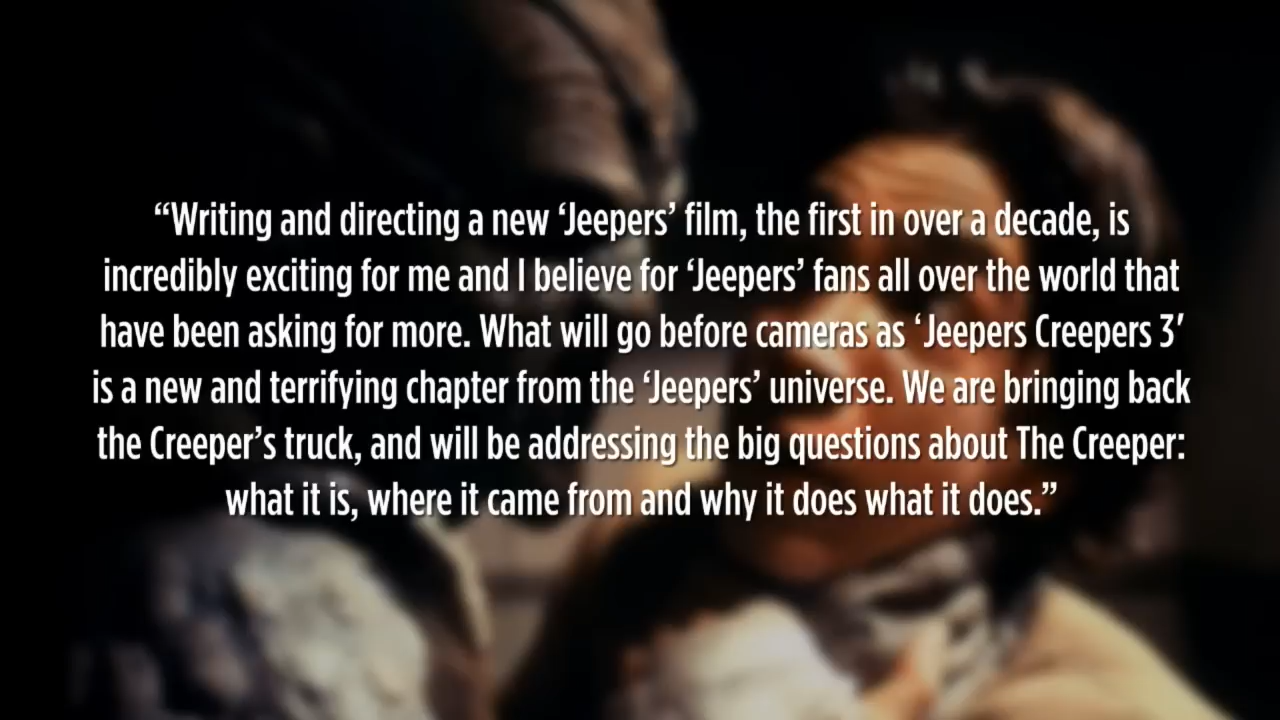 “Writing and directing a new ‘Jeepers’ film, the first in over a decade, is
incredibly exciting for me and I believe for ‘Jeepers’ fans all over the world that
have been asking for more. What will go before cameras as ‘Jeepers Creepers 3′
is a new and terrifying chapter from the ‘Jeepers’ universe. We are bringing back
the Creeper’s truck, and will be addressing the big questions about The Creeper:
what it is, where it came from and why it does what it does.”